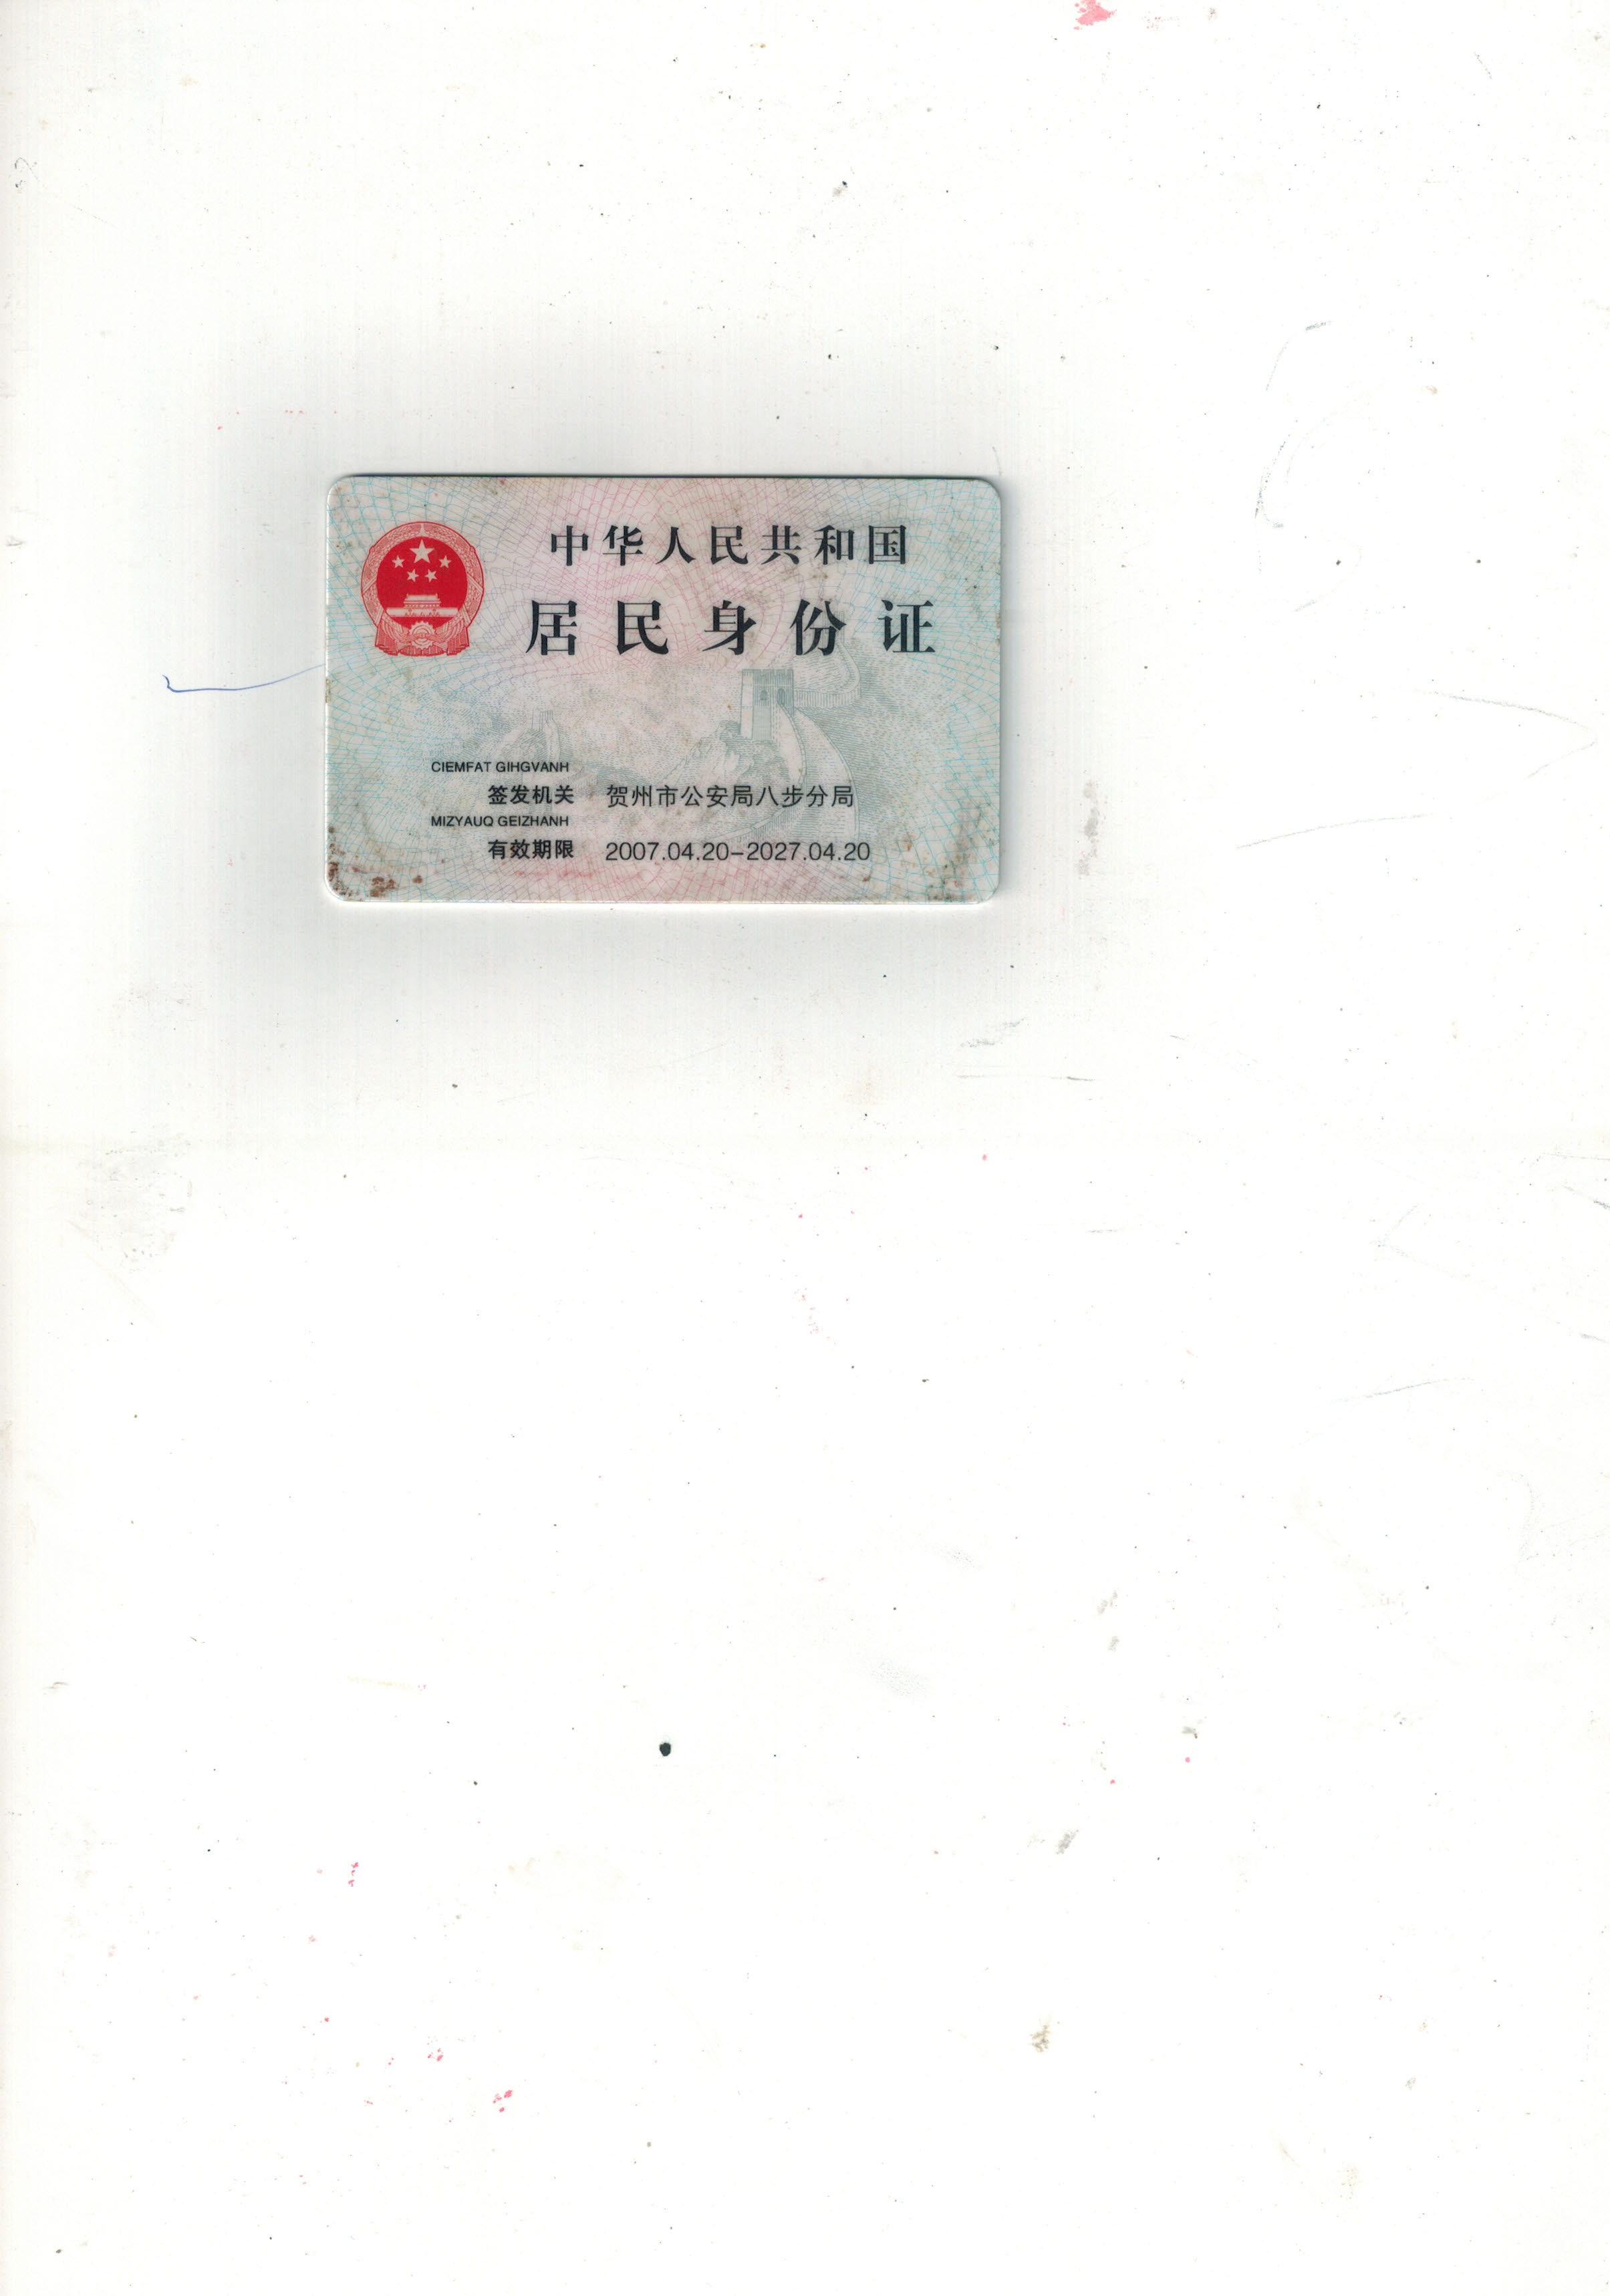 中华人民共和国
居民身份证
CIEMFAT GIHGVANH
签发机关 贺州市公安局八步分局
MIZYAUQ GEIZHANH
有效期限 2007.04.20-2027.04.20